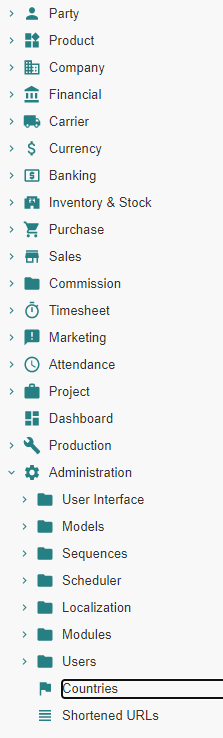 Party
Product
Company
Financial
Carrier
Currency
Banking
Inventory & Stock
Purchase
Sales
Commission
Timesheet
Marketing
Attendance
Project
Dashboard
Production
Administration
User Interface
Models
Sequences
Scheduler
Localization
Modules
Users
Countries
Shortened URLs